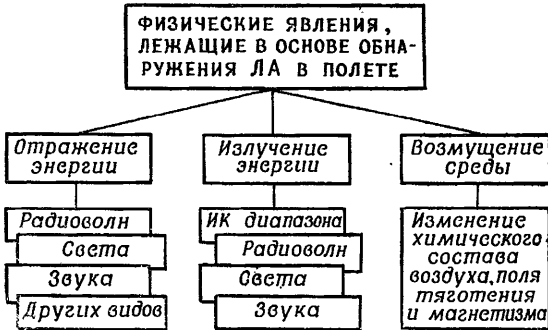 ФИЗИЧЕСКИЕ ЯВЛЕНИЯ,
ЛЕЖАЩИЕ В ОСНОВЕ ОБНА-
РУЖЕНИЯ ЛА В ПОЛЕТЕ
Отражение
энергии
Радиоволн
Света
Звука
Других видов
Излучение
энергии
ИК диапазона
Радиоволн
Света
Звука
Возмущение
среды
Изменение
химического
состава
воздуха, поля
тяготения
и магнетизма